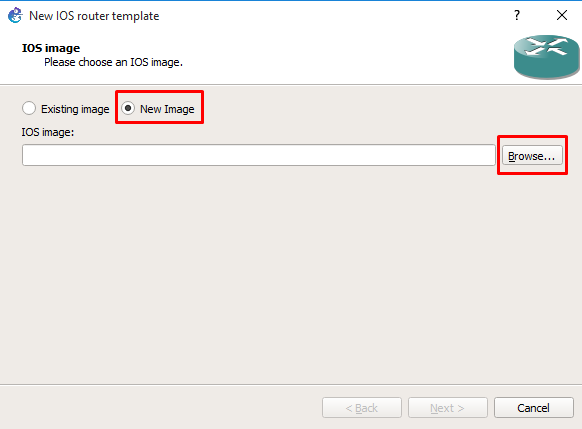 New IOS router template
IOS image
Please choose an IOS image.
Existing image New Image
IOS image:
Browse...
< Back Next > Cancel